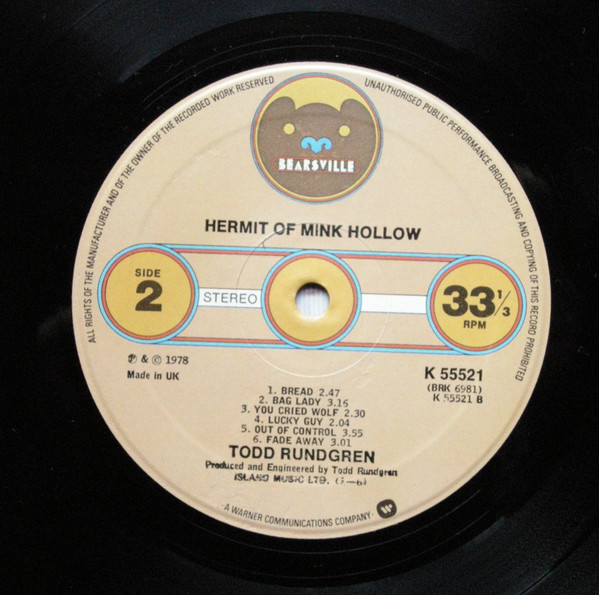 ALL RIGHTS OF THE MANUFACTURER AND OF THE OWNER OF THE RECORDED WORK RESERVED
UNAUTHORISED PUBLIC PERFORMANCE BROADCASTING AND COPYING OF THIS RECORD PROHIBITED
BEARSVILLE
HERMIT OF MINK HOLLOW
SIDE
2
STEREO
33 1/3
RPM
℗ & © 1978
Made in UK
K 55521
(BRK 6981)
K 55521 B
1. BREAD 2.47
2. BAG LADY 3.16
3. YOU CRIED WOLF 2.30
4. LUCKY GUY 2.04
5. OUT OF CONTROL 3.55
6. FADE AWAY 3.01
TODD RUNDGREN
Produced and Engineered by Todd Rundgren
ISLAND MUSIC LTD. (1-6)
·A WARNER COMMUNICATIONS COMPANY·